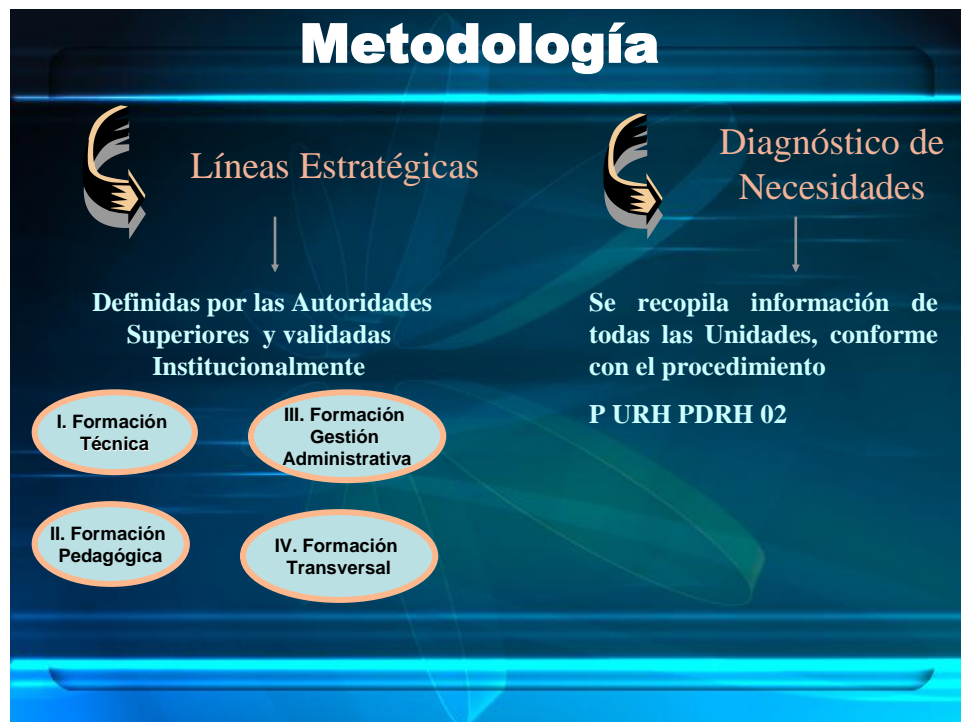 Metodología
Líneas Estratégicas
Definidas por las Autoridades
Superiores y validadas
Institucionalmente
I. Formación
Técnica
III. Formación
Gestión
Administrativa
II. Formación
Pedagógica
IV. Formación
Transversal
Diagnóstico de
Necesidades
Se recopila información de
todas las Unidades, conforme
con el procedimiento
P URH PDRH 02